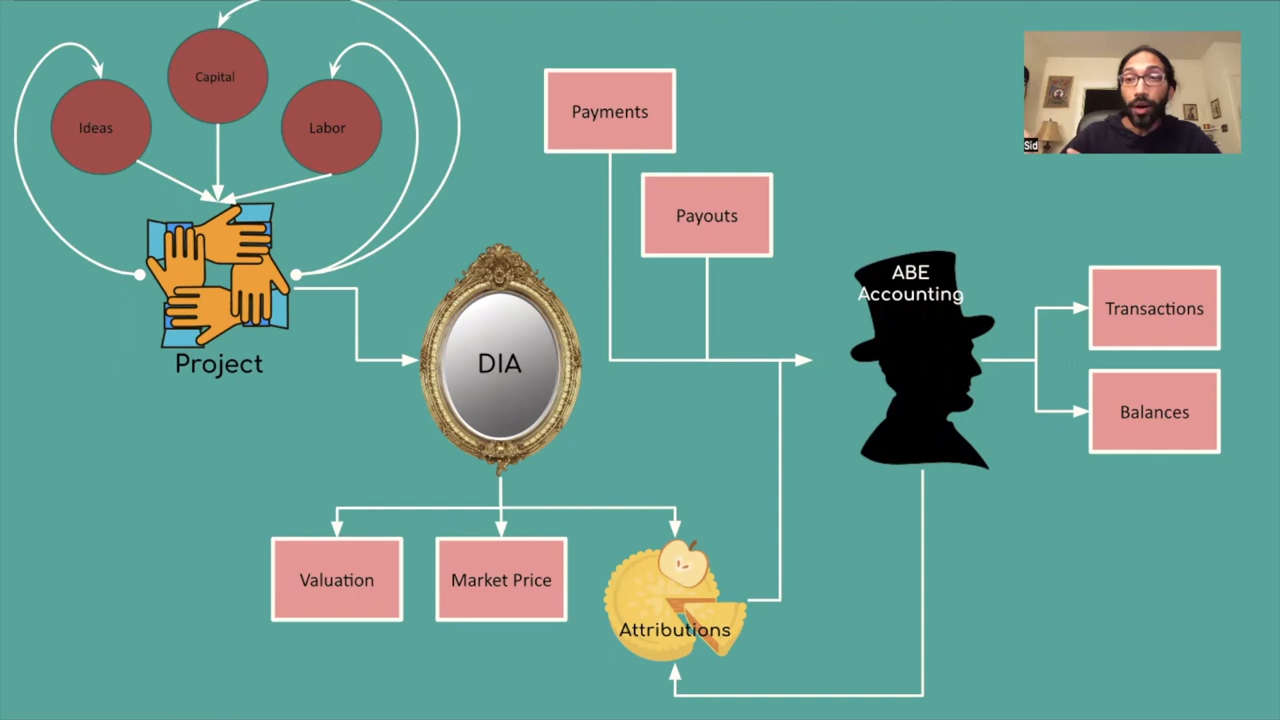 Capital
Ideas
Labor
Project
DIA
Valuation
Market Price
Attributions
Payments
Payouts
ABE
Accounting
Transactions
Balances
Sid